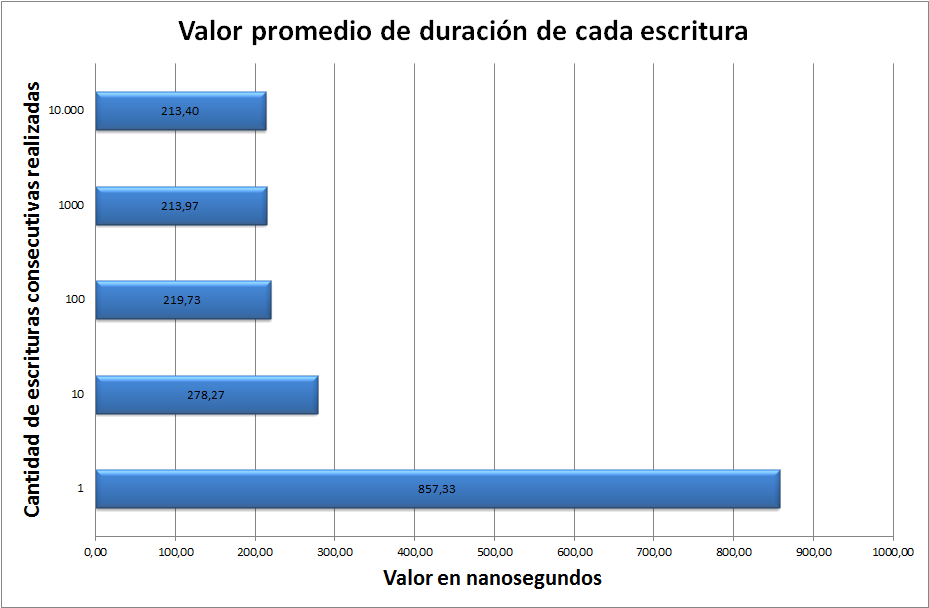 Valor promedio de duración de cada escritura
Cantidad de escrituras consecutivas realizadas
10.000
213,40
1000
213,97
100
219,73
10
278,27
1
857,33
0,00 100,00 200,00 300,00 400,00 500,00 600,00 700,00 800,00 900,00 1000,00
Valor en nanosegundos